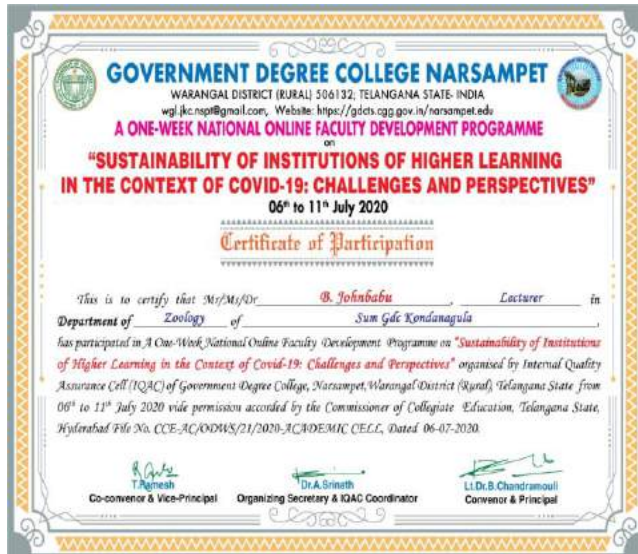 GOVERNMENT DEGREE COLLEGE NARSAMPET
WARANGAL DISTRICT (RURAL) 506132; TELANGANA STATE- INDIA
wgl.jkc.nspt@gmail.com, Website: https://gdcts.cgg.gov.in/narsampet.edu
A ONE-WEEK NATIONAL ONLINE FACULTY DEVELOPMENT PROGRAMME
on
"SUSTAINABILITY OF INSTITUTIONS OF HIGHER LEARNING
IN THE CONTEXT OF COVID-19: CHALLENGES AND PERSPECTIVES"
06th to 11th July 2020
Certificate of Participation
This is to certify that Mr/Ms/Dr B. Johnbabu, Lecturer in
Department of Zoology of Sum Gdc Kondanagula,
has participated in A One-Week National Online Faculty Development Programme on "Sustainability of Institutions
of Higher Learning in the Context of Covid-19: Challenges and Perspectives" organised by Internal Quality
Assurance Cell (IQAC) of Government Degree College, Narsampet, Warangal District (Rural), Telangana State from
06th to 11th July 2020 vide permission accorded by the Commissioner of Collegiate Education, Telangana State,
Hyderabad File No. CCE-AC/ODWS/21/2020-ACADEMIC CELL, Dated 06-07-2020.
T.Ramesh Dr.A.Srinath Lt.Dr.B.Chandramouli
Co-convenor & Vice-Principal Organizing Secretary & IQAC Coordinator Convenor & Principal